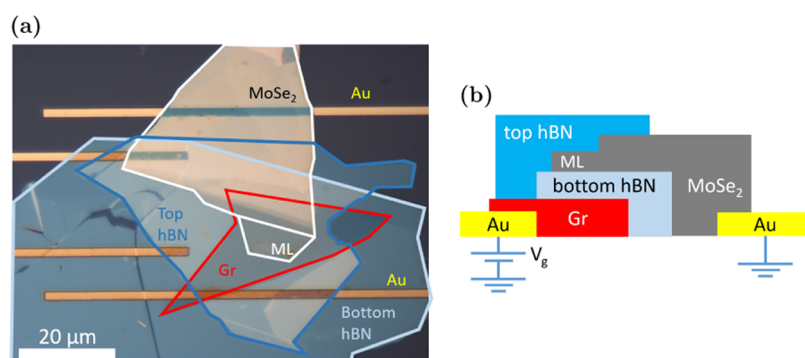 (a)
MoSe₂
Au
Top
hBN
Gr
ML
Au
Bottom
hBN
20 µm
(b)
top hBN
ML
bottom hBN
MoSe₂
Au
Gr
Au
Vg